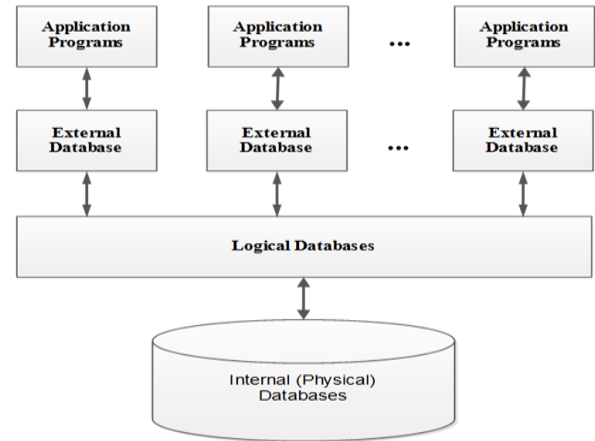 Application
Programs
Application
Programs
...
Application
Programs
External
Database
External
Database
...
External
Database
Logical Databases
Internal (Physical)
Databases